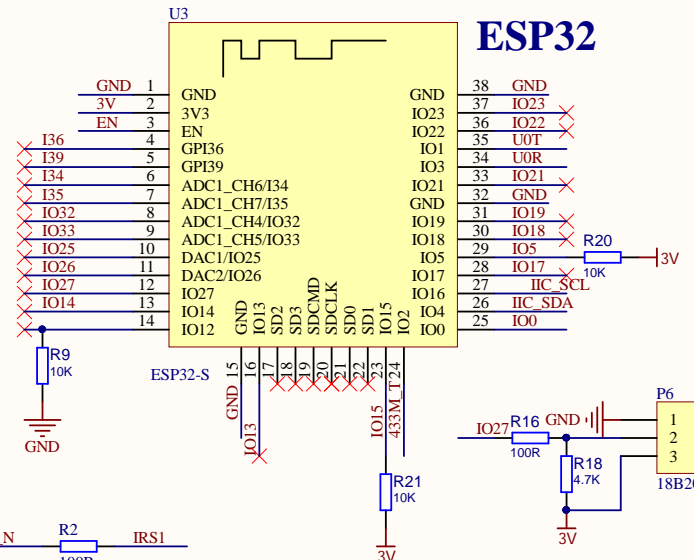 U3
ESP32
GND 1 GND GND 38 GND
3V 2 3V3 IO23 37 IO23
EN 3 EN IO22 36 IO22
I36 4 GPI36 IO1 35 U0T
I39 5 GPI39 IO3 34 U0R
I34 6 ADC1_CH6/I34 IO21 33 IO21
I35 7 ADC1_CH7/I35 GND 32 GND
IO32 8 ADC1_CH4/IO32 IO19 31 IO19
IO33 9 ADC1_CH5/IO33 IO18 30 IO18
IO25 10 DAC1/IO25 IO5 29 IO5
IO26 11 DAC2/IO26 IO17 28 IO17
IO27 12 IO27 IO16 27 IIC_SCL
IO14 13 IO14 IO4 26 IIC_SDA
14 IO12 IO0 25 IO0
R20
10K
3V
GND IO13 SD2 SD3 SDCMD SDCLK SD0 SD1 IO15 IO2
15 16 17 18 19 20 21 22 23 24
ESP32-S
GND IO13 IO15 433M_T
R9
10K
GND
R21
10K
3V
P6
IO27 R16
100R
GND
1
2
3
R18
4.7K
3V
R2
IRS1